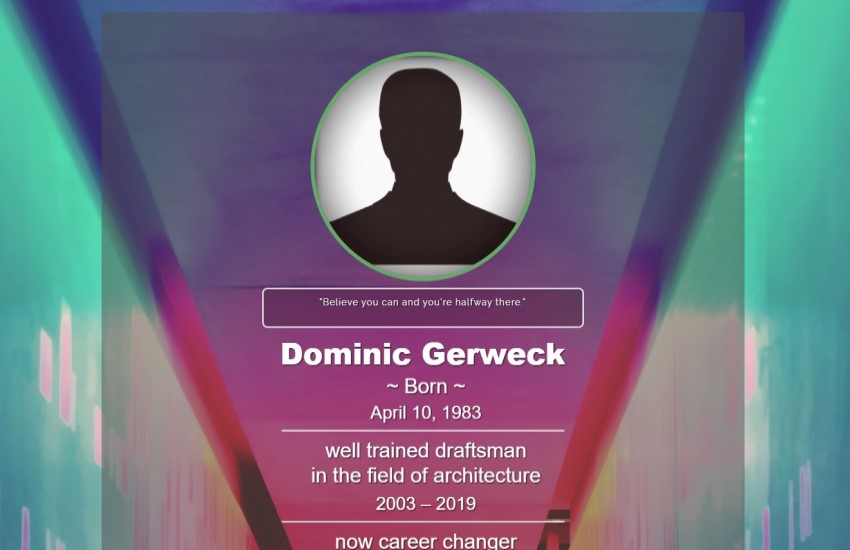 "Believe you can and you're halfway there."
Dominic Gerweck
~ Born ~
April 10, 1983
well trained draftsman
in the field of architecture
2003 – 2019
now career changer